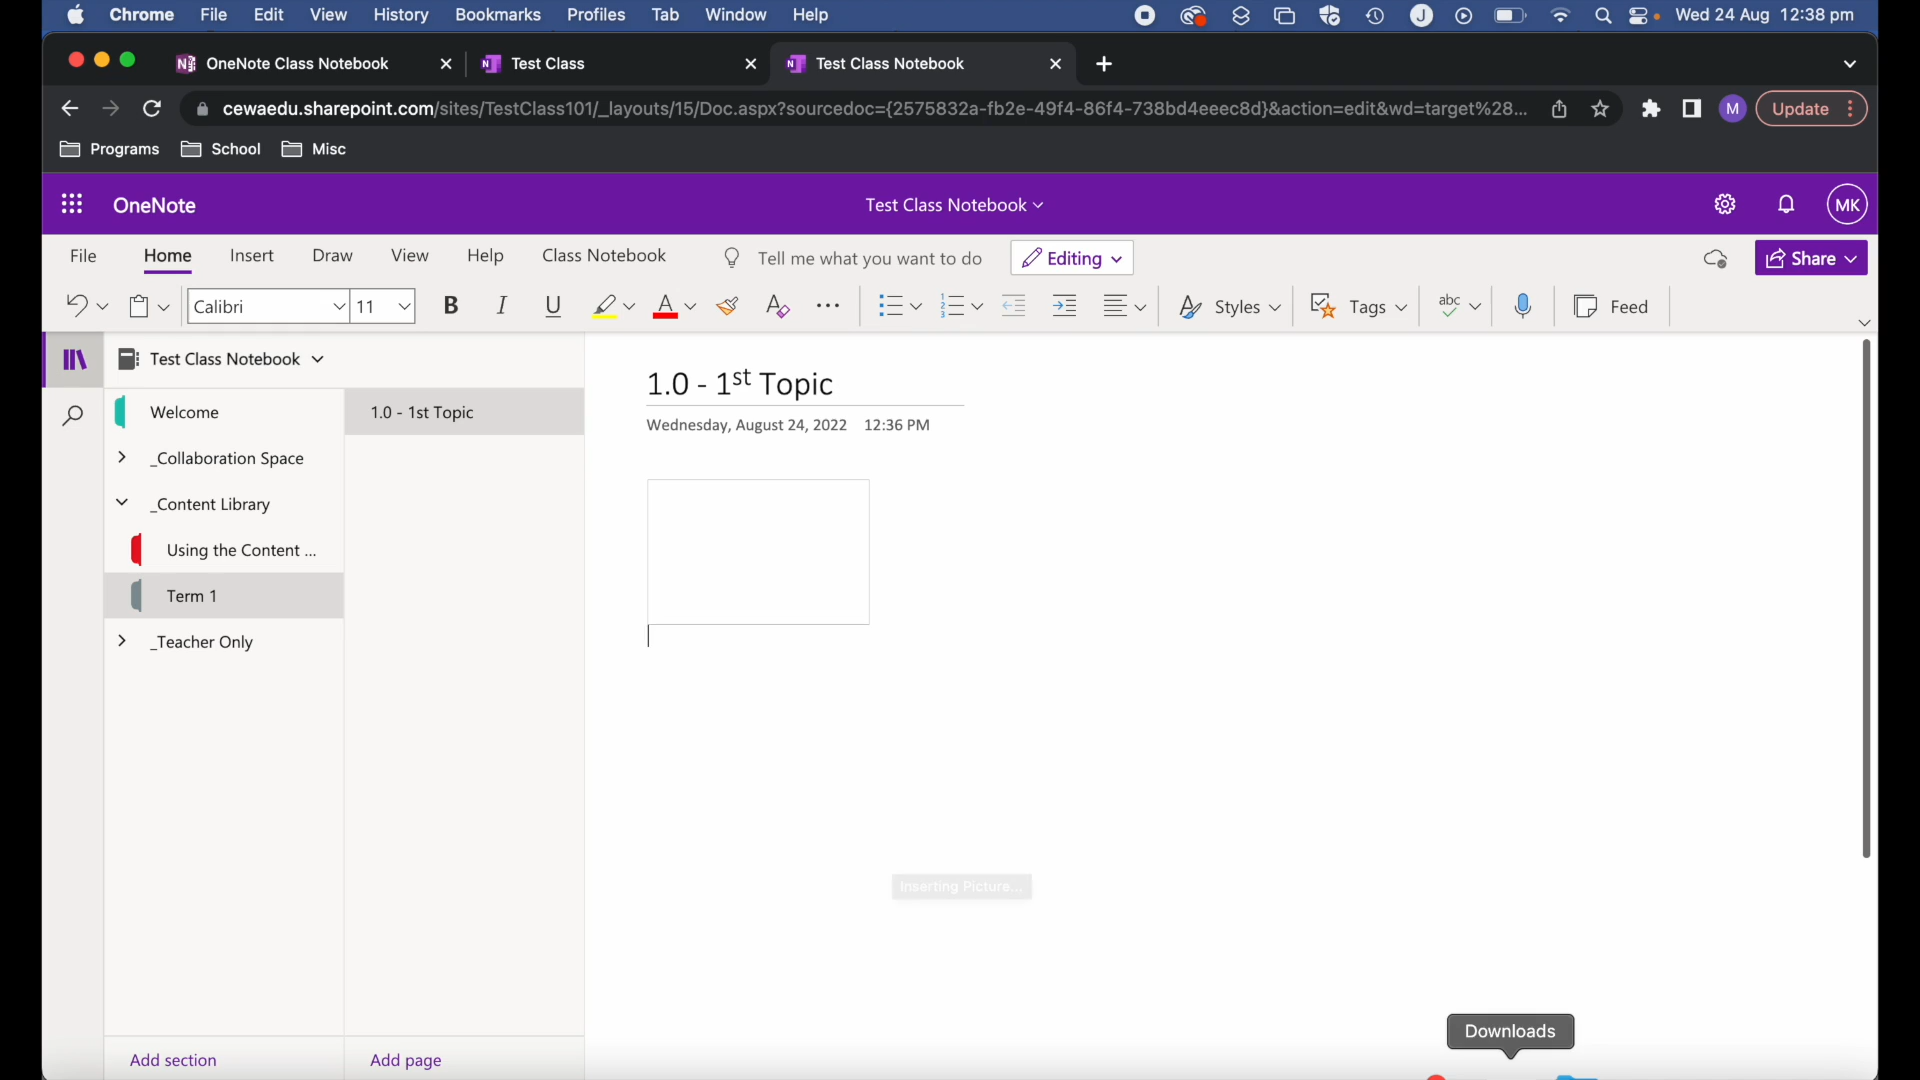 Chrome File Edit View History Bookmarks Profiles Tab Window Help J Wed 24 Aug 12:38 pm
OneNote Class Notebook Test Class Test Class Notebook
cewaedu.sharepoint.com/sites/TestClass101/_layouts/15/Doc.aspx?sourcedoc={2575832a-fb2e-49f4-86f4-738bd4eeec8d}&action=edit&wd=target%28... M Update
Programs School Misc
OneNote Test Class Notebook MK
File Home Insert Draw View Help Class Notebook Tell me what you want to do Editing Share
Calibri 11 B I U A A Styles Tags abc Feed
Test Class Notebook
1.0 - 1st Topic
Welcome 1.0 - 1st Topic
Wednesday, August 24, 2022 12:36 PM
_Collaboration Space
_Content Library
Using the Content ...
Term 1
_Teacher Only
Inserting Picture...
Downloads
Add section Add page